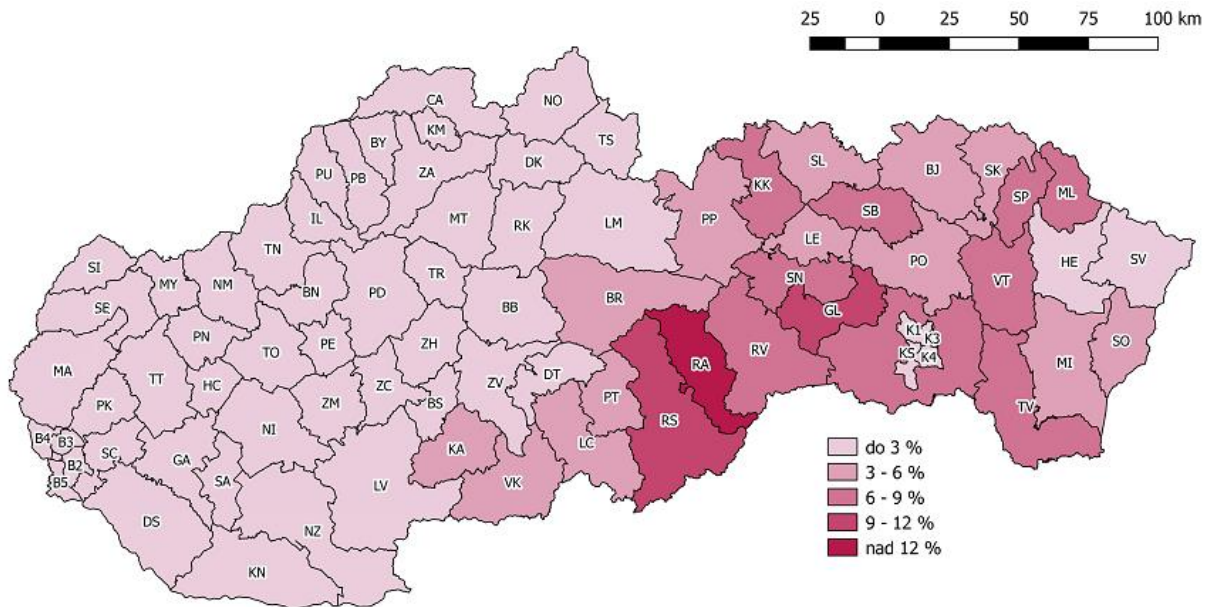 25 0 25 50 75 100 km
CA
NO
KM
TS
BY
DK
PU
PB
ZA
SL
BJ
SK
KK
SP
ML
IL
MT
RK
LM
PP
SB
TN
LE
PO
HE
SV
SI
MY
NM
BN
PD
TR
BB
BR
SN
VT
SE
GL
PN
PE
ZH
K1
K3
TO
RV
KS
K4
SO
MA
TT
HC
ZC
ZV
DT
RA
MI
PK
ZM
BS
PT
RS
TV
B4
B3
NI
KA
LC
B2
SC
GA
SA
LV
VK
B5
DS
NZ
KN
do 3 %
3 - 6 %
6 - 9 %
9 - 12 %
nad 12 %